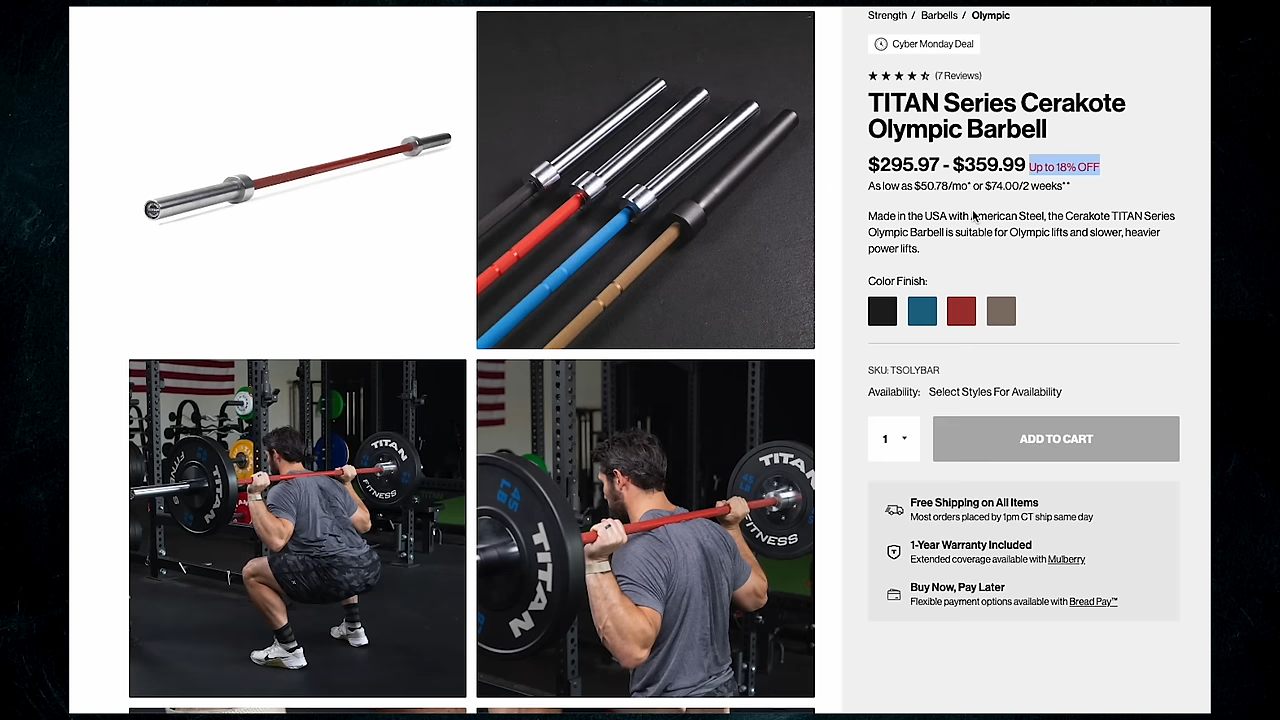 Strength / Barbells / Olympic
Cyber Monday Deal
(7 Reviews)
TITAN Series Cerakote
Olympic Barbell
$295.97 - $359.99 Up to 18% OFF
As low as $50.78/mo* or $74.00/2 weeks**
Made in the USA with American Steel, the Cerakote TITAN Series
Olympic Barbell is suitable for Olympic lifts and slower, heavier
power lifts.
Color Finish:
SKU: TSOLYBAR
Availability: Select Styles For Availability
1
ADD TO CART
Free Shipping on All Items
Most orders placed by 1pm CT ship same day
1-Year Warranty Included
Extended coverage available with Mulberry
Buy Now, Pay Later
Flexible payment options available with Bread Pay™
TITAN
FITNESS
TITAN
FITNESS
45
LB
TITAN
TITAN
FITNESS